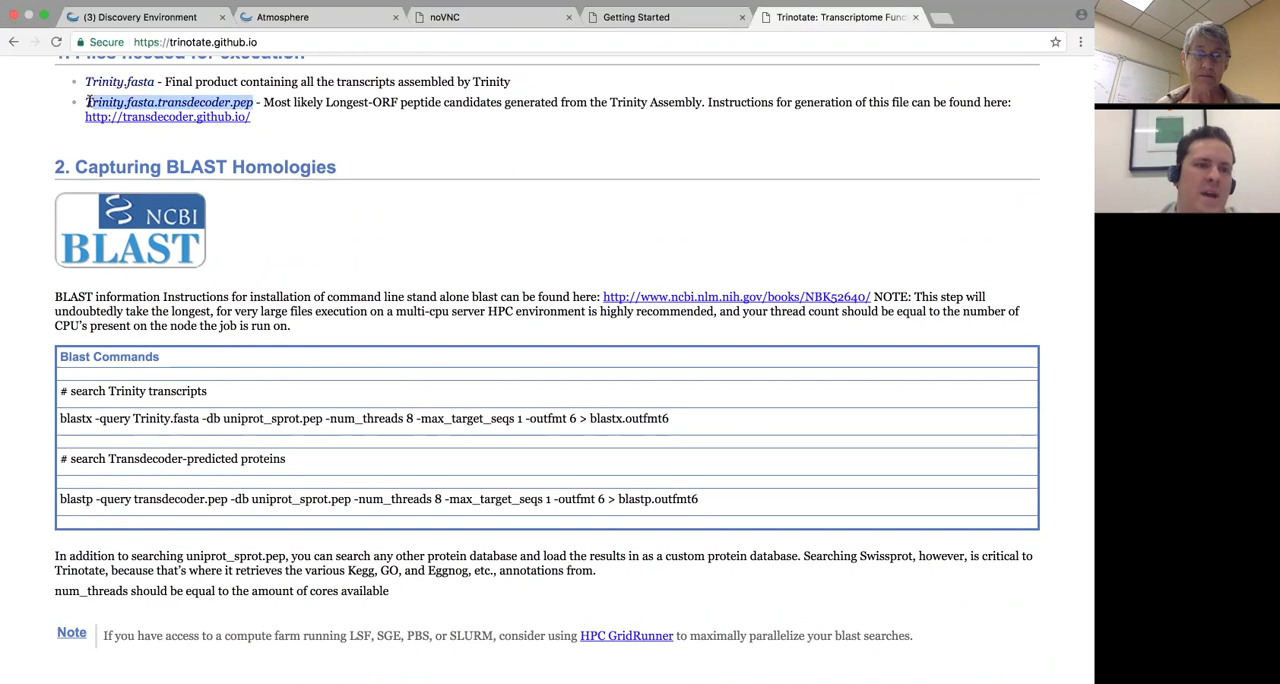 (3) Discovery Environment
Atmosphere
noVNC
Getting Started
Trinotate: Transcriptome Func
Secure
https://trinotate.github.io
1. Files needed for execution
Trinity.fasta - Final product containing all the transcripts assembled by Trinity
Trinity.fasta.transdecoder.pep - Most likely Longest-ORF peptide candidates generated from the Trinity Assembly. Instructions for generation of this file can be found here:
http://transdecoder.github.io/
2. Capturing BLAST Homologies
NCBI
BLAST
BLAST information Instructions for installation of command line stand alone blast can be found here: http://www.ncbi.nlm.nih.gov/books/NBK52640/ NOTE: This step will
undoubtedly take the longest, for very large files execution on a multi-cpu server HPC environment is highly recommended, and your thread count should be equal to the number of
CPU's present on the node the job is run on.
Blast Commands
# search Trinity transcripts
blastx -query Trinity.fasta -db uniprot_sprot.pep -num_threads 8 -max_target_seqs 1 -outfmt 6 > blastx.outfmt6
# search Transdecoder-predicted proteins
blastp -query transdecoder.pep -db uniprot_sprot.pep -num_threads 8 -max_target_seqs 1 -outfmt 6 > blastp.outfmt6
In addition to searching uniprot_sprot.pep, you can search any other protein database and load the results in as a custom protein database. Searching Swissprot, however, is critical to
Trinotate, because that's where it retrieves the various Kegg, GO, and Eggnog, etc., annotations from.
num_threads should be equal to the amount of cores available
Note
If you have access to a compute farm running LSF, SGE, PBS, or SLURM, consider using HPC GridRunner to maximally parallelize your blast searches.